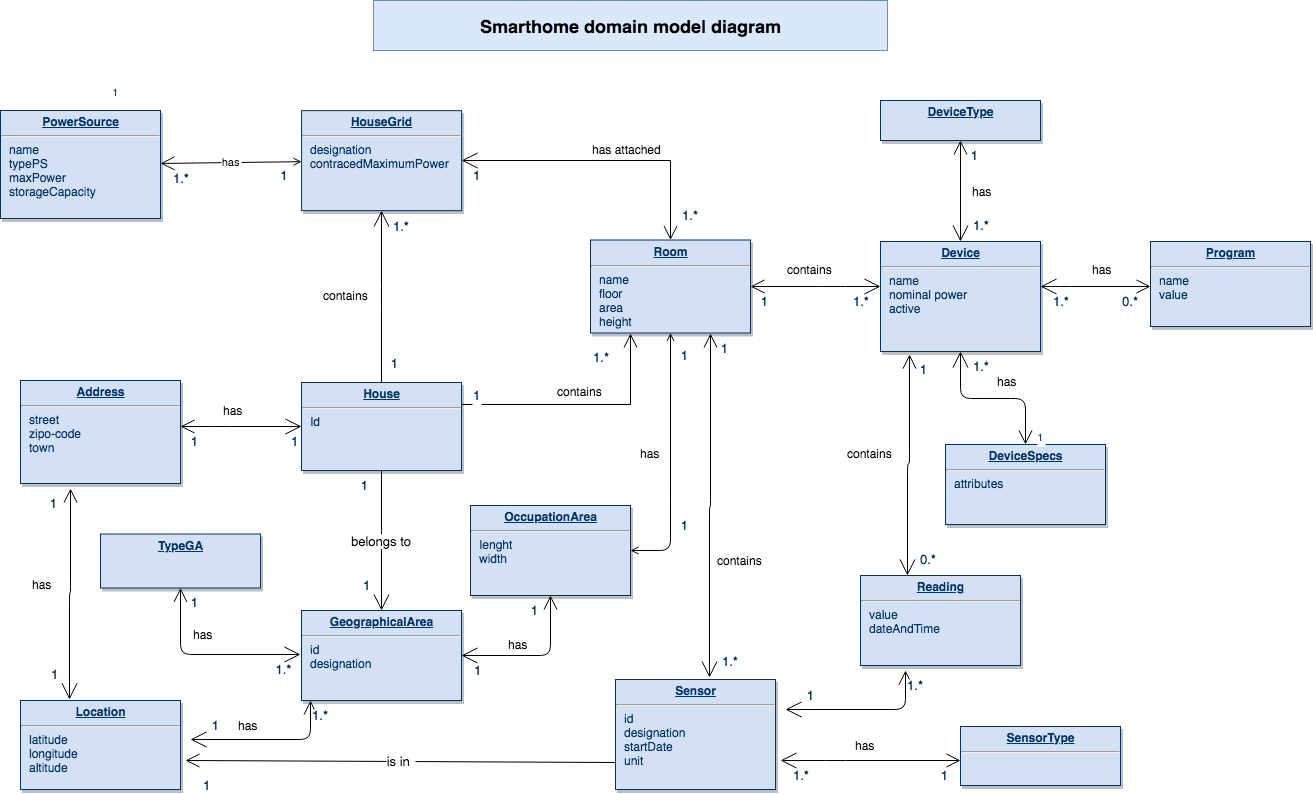 Smarthome domain model diagram
1
PowerSource
name
typePS
maxPower
storageCapacity
has
1.*
1
HouseGrid
designation
contracedMaximumPower
has attached
1
1.*
DeviceType
1
has
1.*
1.*
contains
1
Room
name
floor
area
height
contains
1
1.*
Device
name
nominal power
active
has
1.*
0.*
Program
name
value
Address
street
zipo-code
town
has
1
1
House
Id
1
contains
1.*
1
1
1
contains
0.*
1.*
has
1
DeviceSpecs
attributes
1
has
1
TypeGA
1
has
1.*
1
belongs to
1
OccupationArea
lenght
width
has
1
contains
1.*
GeographicalArea
id
designation
1
has
1
Reading
value
dateAndTime
1.*
1
Location
latitude
longitude
altitude
1
has
1.*
is in
1
Sensor
id
designation
startDate
unit
has
1.*
1
SensorType